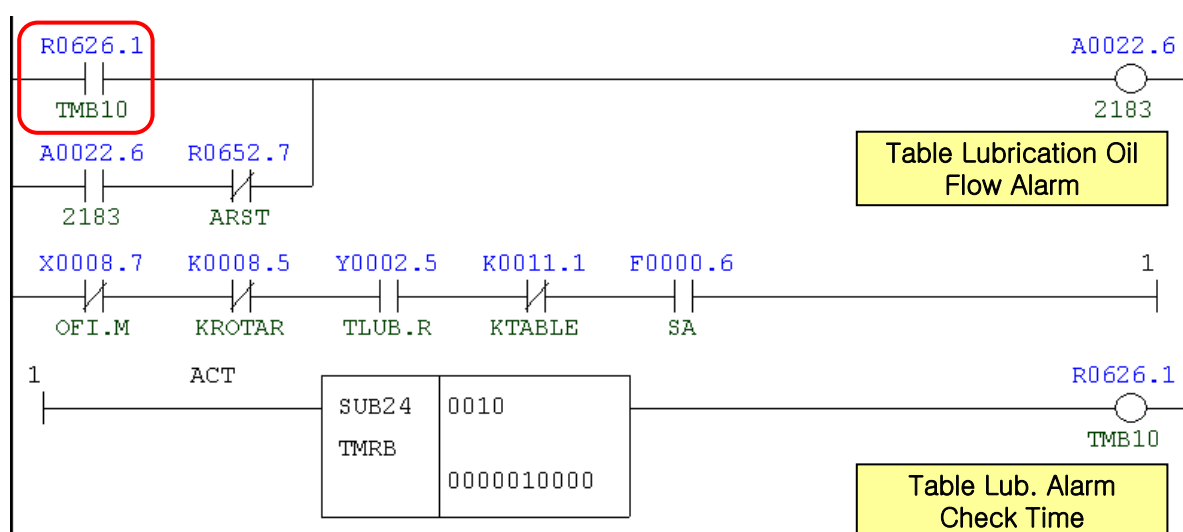 R0626.1 A0022.6
TMB10 2183
A0022.6 R0652.7
2183 ARST
Table Lubrication Oil
Flow Alarm
X0008.7 K0008.5 Y0002.5 K0011.1 F0000.6 1
OFI.M KROTAR TLUB.R KTABLE SA
1 ACT R0626.1
SUB24 0010
TMRB TMB10
0000010000
Table Lub. Alarm
Check Time